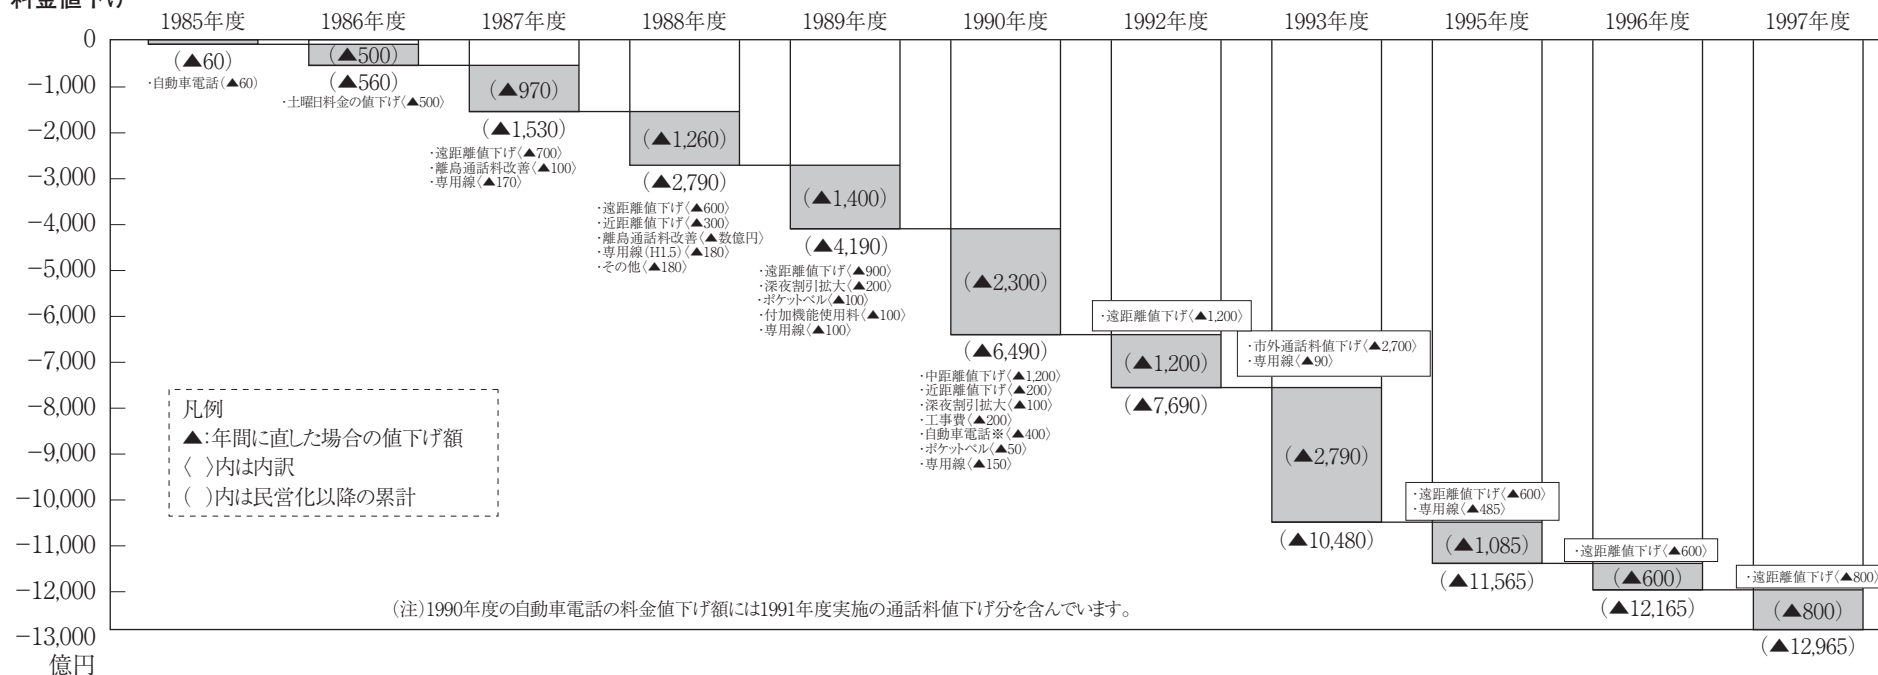 料金値下げ
1985年度 1986年度 1987年度 1988年度 1989年度 1990年度 1992年度 1993年度 1995年度 1996年度 1997年度
0
−1,000
−2,000
−3,000
−4,000
−5,000
−6,000
−7,000
−8,000
−9,000
−10,000
−11,000
−12,000
−13,000
億円
(▲60)
・自動車電話(▲60)
(▲500)
(▲560)
・土曜日料金の値下げ〈▲500〉
(▲970)
(▲1,530)
・遠距離値下げ〈▲700〉
・離島通話料改善〈▲100〉
・専用線〈▲170〉
(▲1,260)
(▲2,790)
・遠距離値下げ〈▲600〉
・近距離値下げ〈▲300〉
・離島通話料改善〈▲数億円〉
・専用線(H1.5)〈▲180〉
・その他〈▲180〉
(▲1,400)
(▲4,190)
・遠距離値下げ〈▲900〉
・深夜割引拡大〈▲200〉
・ポケットベル〈▲100〉
・付加機能使用料〈▲100〉
・専用線〈▲100〉
(▲2,300)
(▲6,490)
・中距離値下げ〈▲1,200〉
・近距離値下げ〈▲200〉
・深夜割引拡大〈▲100〉
・工事費〈▲200〉
・自動車電話※〈▲400〉
・ポケットベル〈▲50〉
・専用線〈▲150〉
・遠距離値下げ〈▲1,200〉
(▲1,200)
(▲7,690)
・市外通話料値下げ〈▲2,700〉
・専用線〈▲90〉
(▲2,790)
(▲10,480)
・遠距離値下げ〈▲600〉
・専用線〈▲485〉
(▲1,085)
(▲11,565)
・遠距離値下げ〈▲600〉
(▲600)
(▲12,165)
・遠距離値下げ〈▲800〉
(▲800)
(▲12,965)
凡例
▲:年間に直した場合の値下げ額
〈 〉内は内訳
( )内は民営化以降の累計
(注)1990年度の自動車電話の料金値下げ額には1991年度実施の通話料値下げ分を含んでいます。